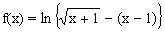 f(x) = ln {√x + 1 − (x − 1)}